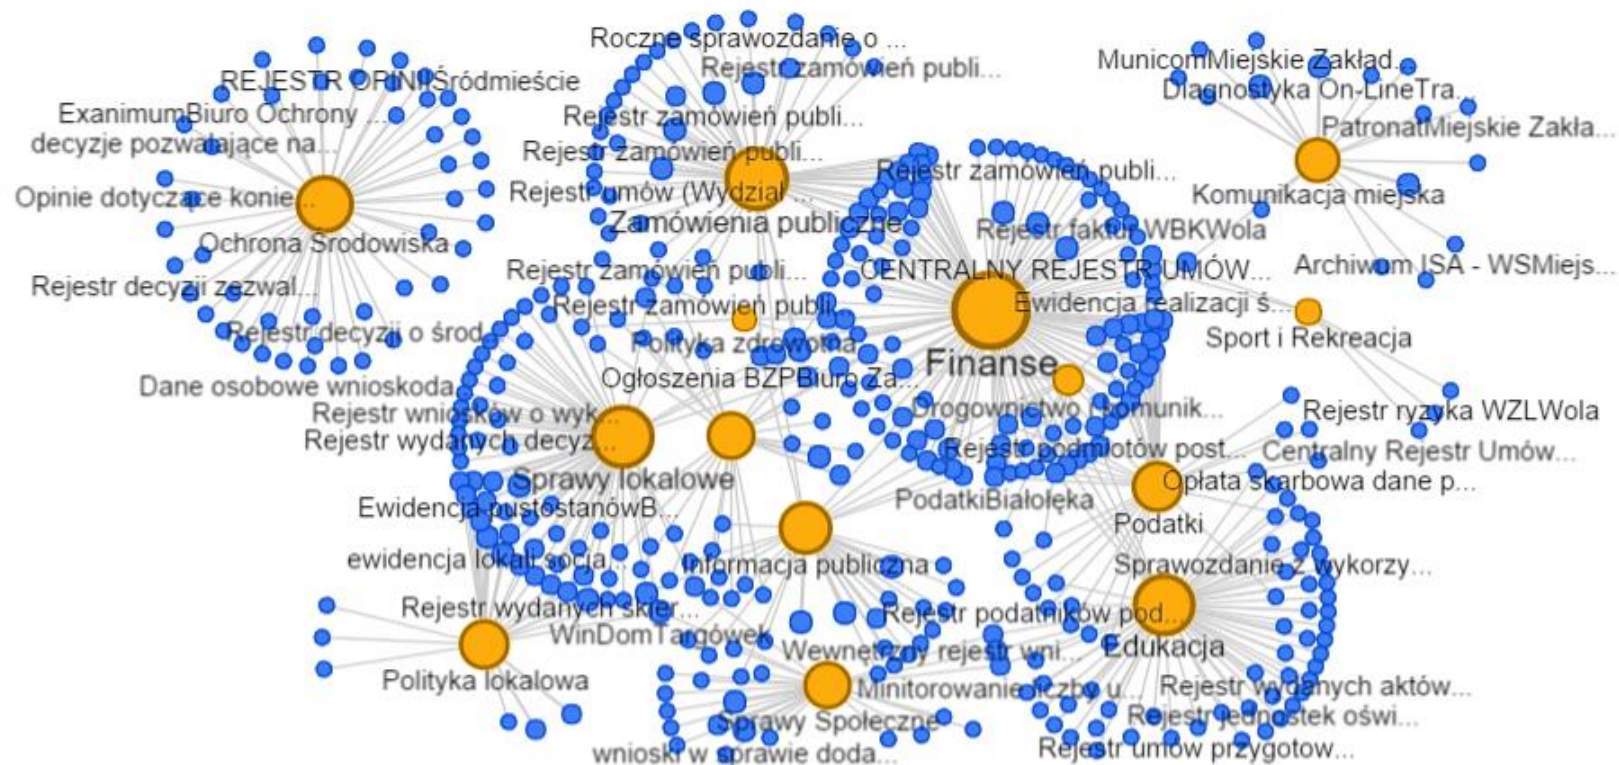 Roczne sprawozdanie o ...
MunicomMiejskie Zakład...
Rejestr zamówień publi...
REJESTR OPINIIŚródmieście
Diagnostyka On-LineTra...
ExanimumBiuro Ochrony ...
Rejestr zamówień publi...
PatronatMiejskie Zakła...
decyzje pozwalające na...
Rejestr zamówień publi...
Rejestr zamówień publi...
Opinie dotyczące konie...
Rejestr umów (Wydział ...
Komunikacja miejska
Zamówienia publiczne
Rejestr faktur WBKWola
Ochrona Środowiska
Rejestr zamówień publi...
CENTRALNY REJESTR UMÓW...
Archiwum ISA - WSMiejs...
Rejestr decyzji zezwal...
Rejestr zamówień publi...
Ewidencja realizacji ś...
Rejestr decyzji o środ...
Polityka zdrowotna
Sport i Rekreacja
Finanse
Ogłoszenia BZPBiuro Za...
Dane osobowe wnioskoda...
Rejestr wniosków o wyk...
Drogownictwo i komunik...
Rejestr ryzyka WZLWola
Rejestr wydanych decyz...
Rejestr podmiotów post...
Centralny Rejestr Umów...
Sprawy lokalowe
Opłata skarbowa dane p...
PodatkiBiałołęka
Ewidencja pustostanówB...
Podatki
ewidencja lokali socja...
Informacja publiczna
Sprawozdanie z wykorzy...
Rejestr wydanych skier...
Rejestr podatników pod...
WinDomTargówek
Wewnętrzny rejestr wni...
Edukacja
Polityka lokalowa
Minitorowanie liczby u...
Rejestr wydanych aktów...
Sprawy Społeczne
Rejestr jednostek oświ...
wnioski w sprawie doda...
Rejestr umów przygotow...